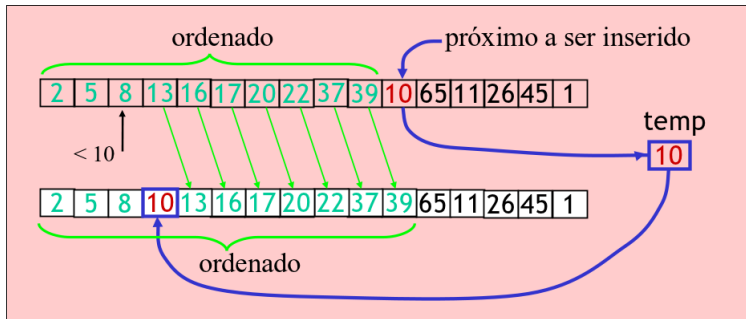 ordenado
próximo a ser inserido
2 5 8 13 16 17 20 22 37 39 10 65 11 26 45 1
temp
< 10
10
2 5 8 10 13 16 17 20 22 37 39 65 11 26 45 1
ordenado